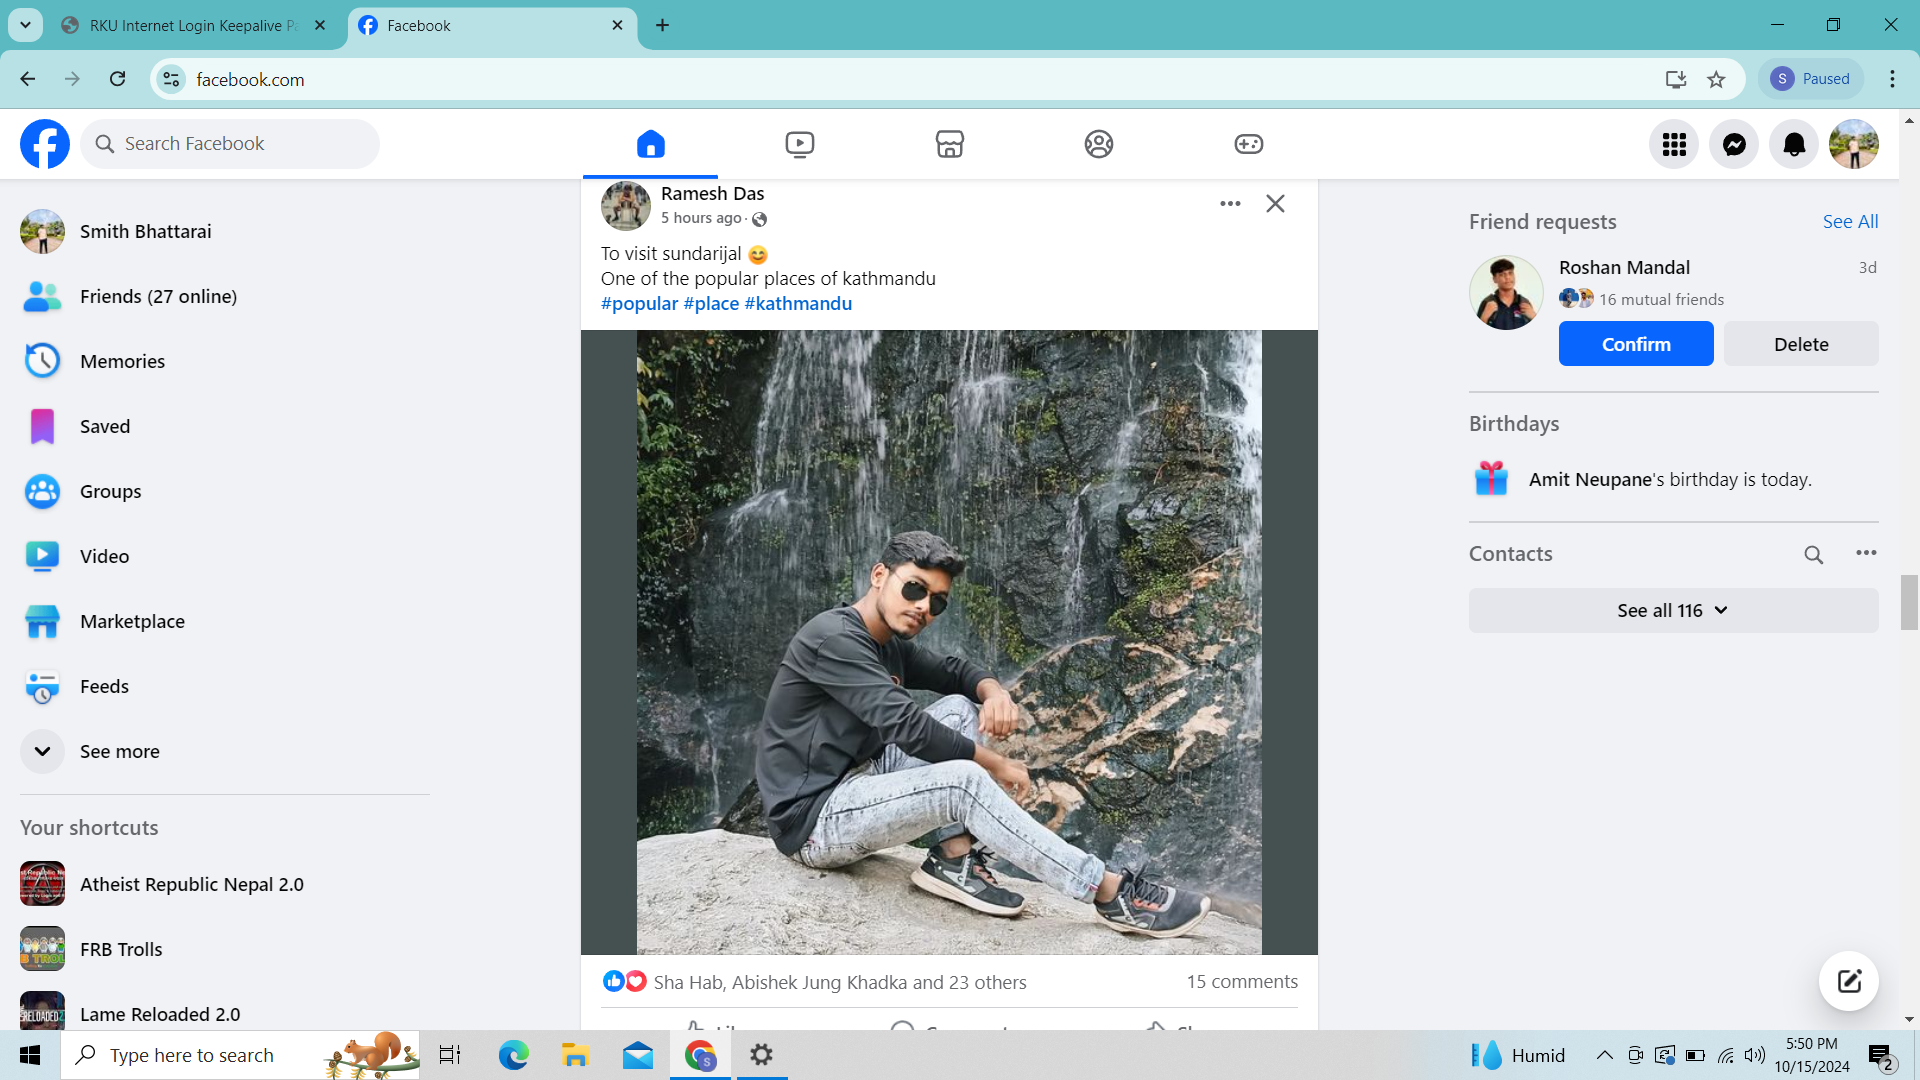 RKU Internet Login Keepalive Pa
Facebook
facebook.com
S
Paused
Search Facebook
Smith Bhattarai
Friends (27 online)
Memories
Saved
Groups
Video
Marketplace
Feeds
See more
Your shortcuts
Atheist Republic Nepal 2.0
FRB Trolls
Lame Reloaded 2.0
Ramesh Das
5 hours ago ·
To visit sundarijal 😊
One of the popular places of kathmandu
#popular #place #kathmandu
Sha Hab, Abishek Jung Khadka and 23 others
15 comments
Friend requests
See All
Roshan Mandal
3d
16 mutual friends
Confirm
Delete
Birthdays
Amit Neupane's birthday is today.
Contacts
See all 116
Type here to search
S
Humid
5:50 PM
10/15/2024
2